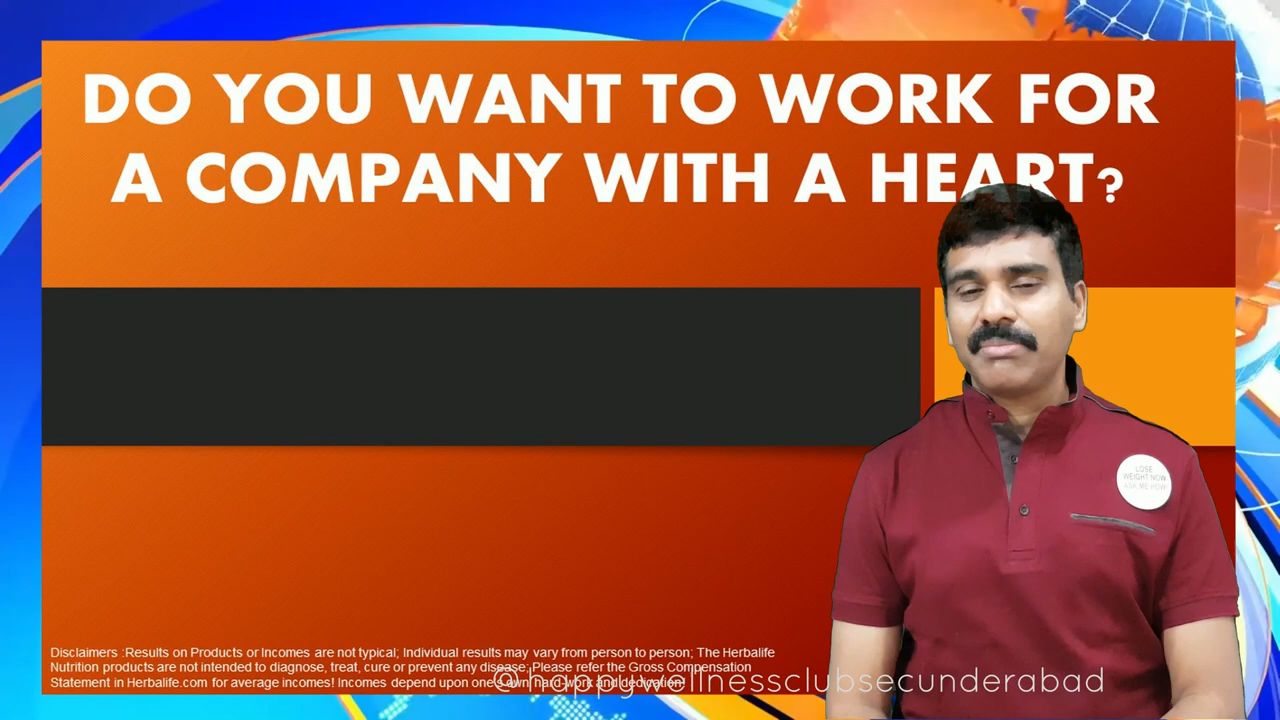 DO YOU WANT TO WORK FOR
A COMPANY WITH A HEART?
LOSE
WEIGHT NOW
ASK ME HOW
Disclaimers :Results on Products or Incomes are not typical; Individual results may vary from person to person; The Herbalife
Nutrition products are not intended to diagnose, treat, cure or prevent any disease; Please refer the Gross Compensation
Statement in Herbalife.com for average incomes! Incomes depend upon one's own hard work and dedication!
@happywellnessclubsecunderabad